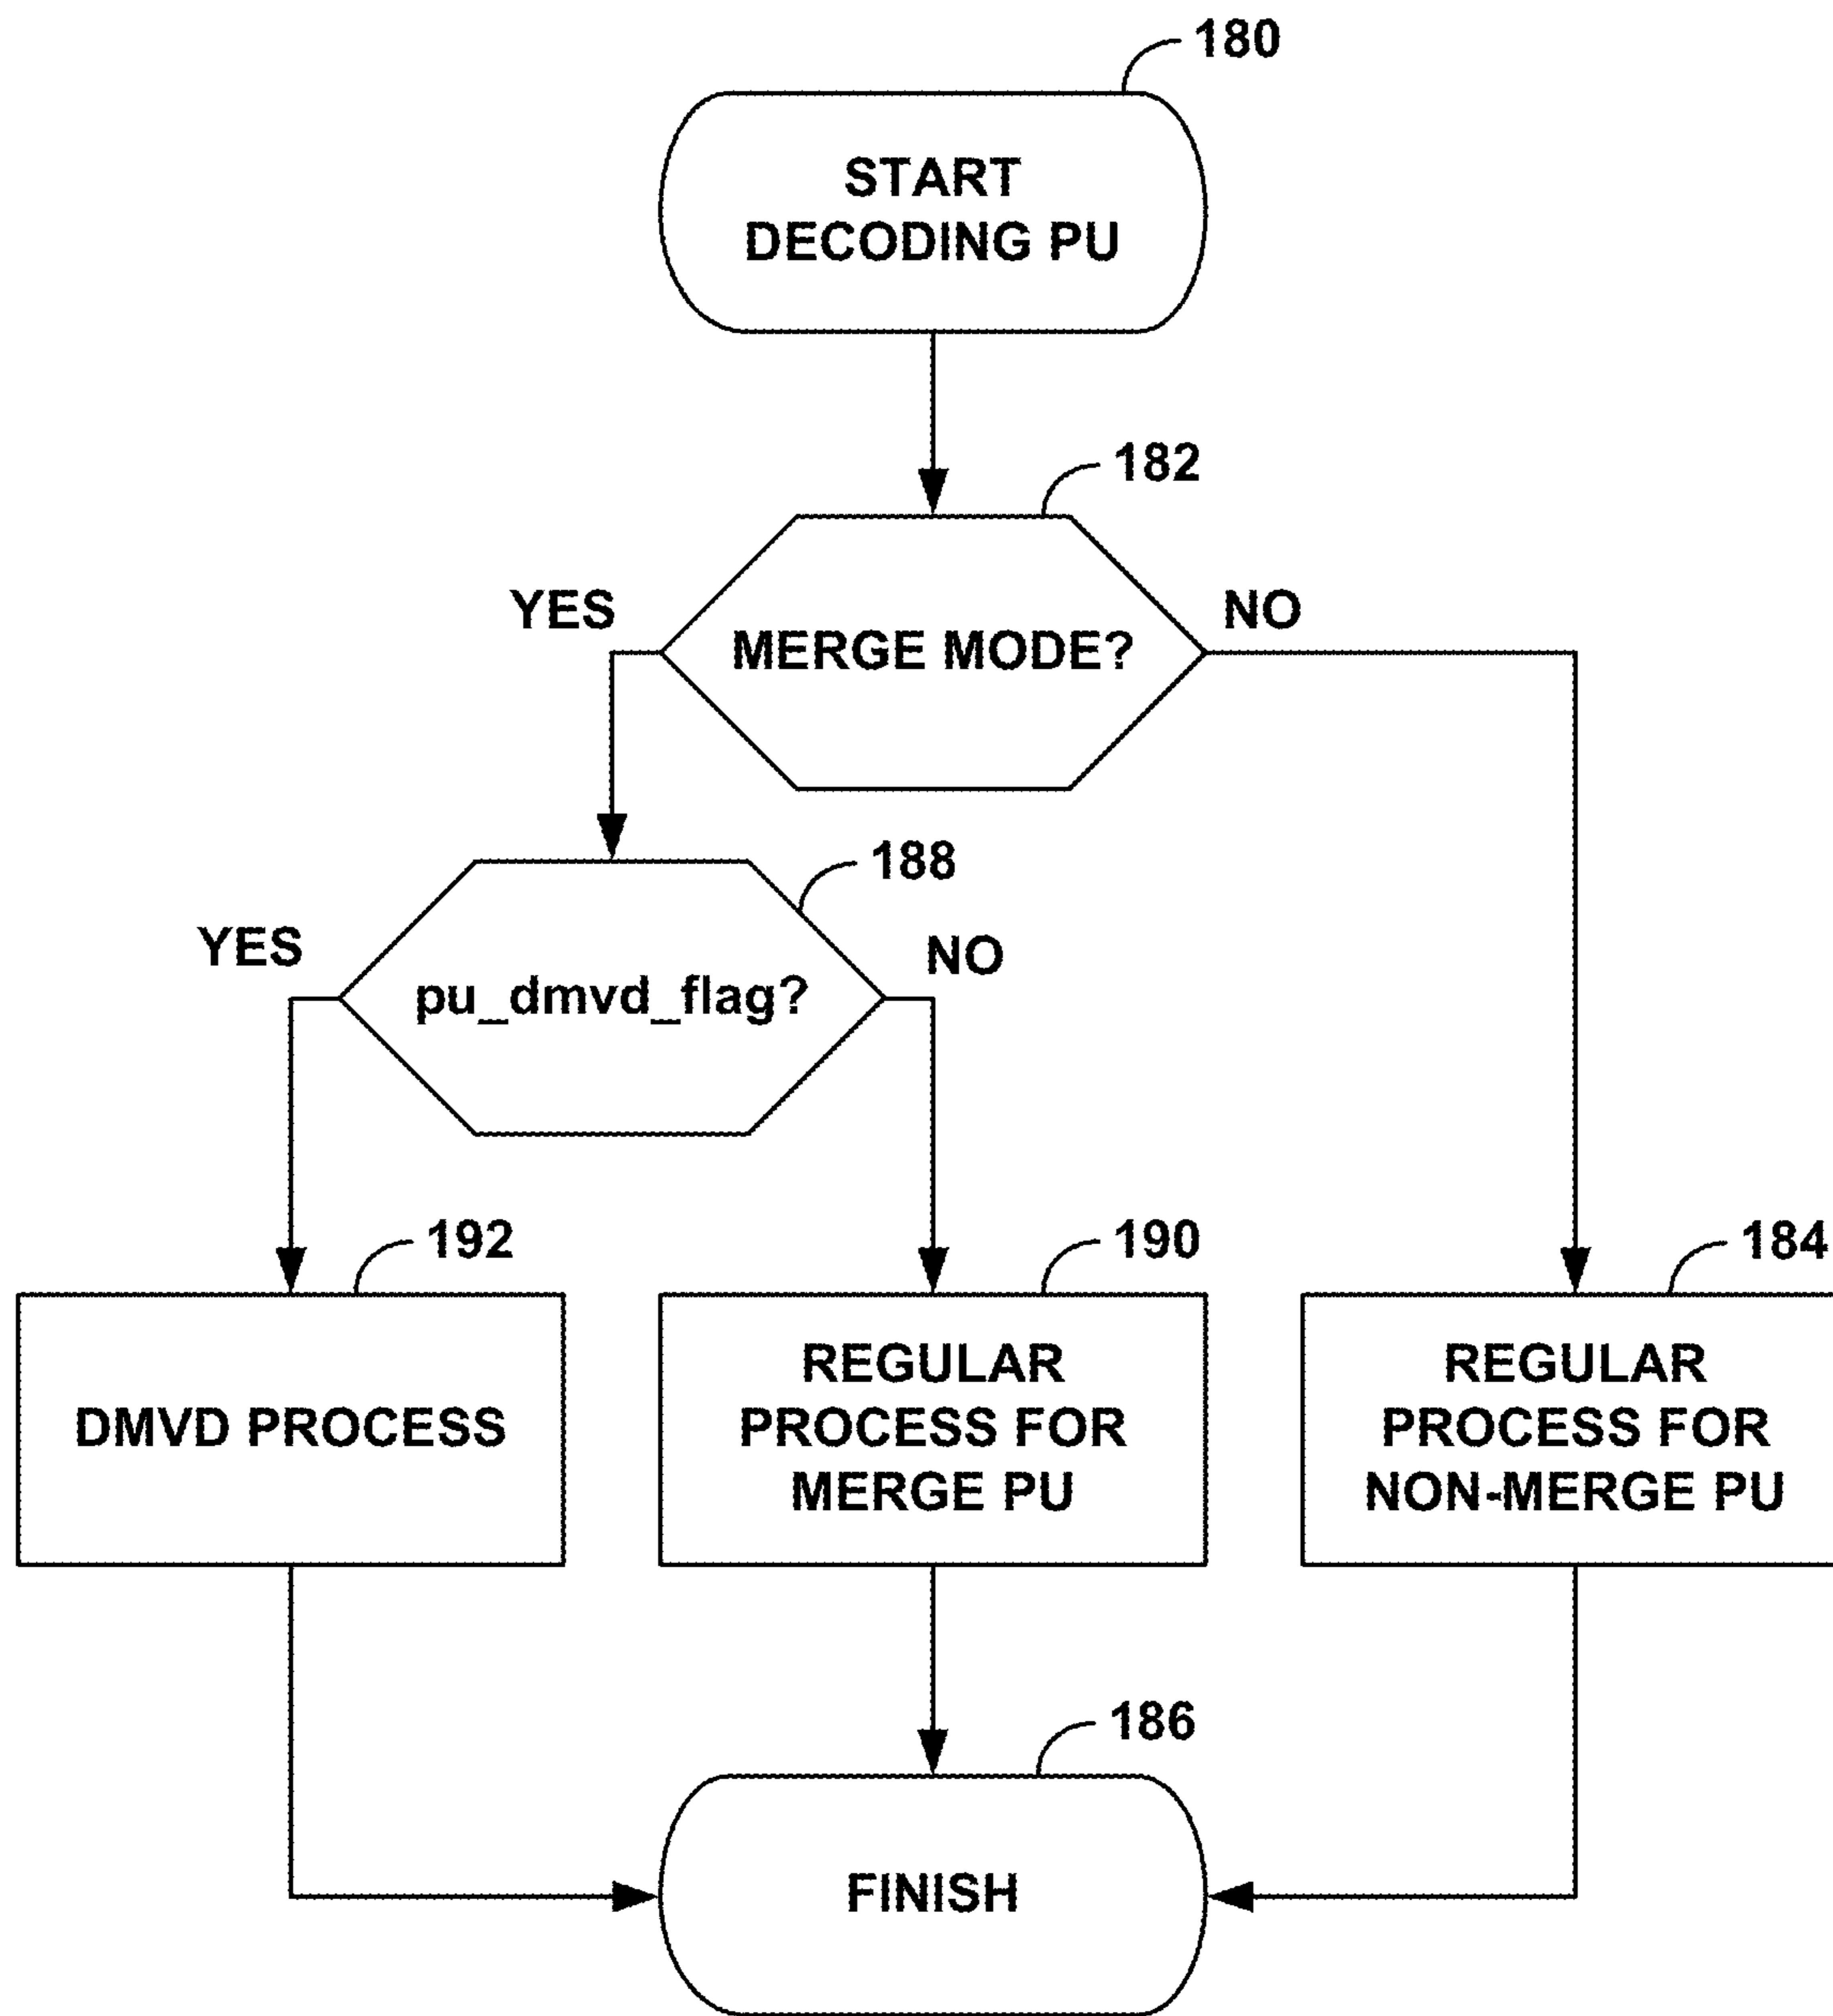 180
START
DECODING PU
182
YES
NO
MERGE MODE?
188
YES
NO
pu_dmvd_flag?
192
190
184
DMVD PROCESS
REGULAR
PROCESS FOR
MERGE PU
REGULAR
PROCESS FOR
NON-MERGE PU
186
FINISH